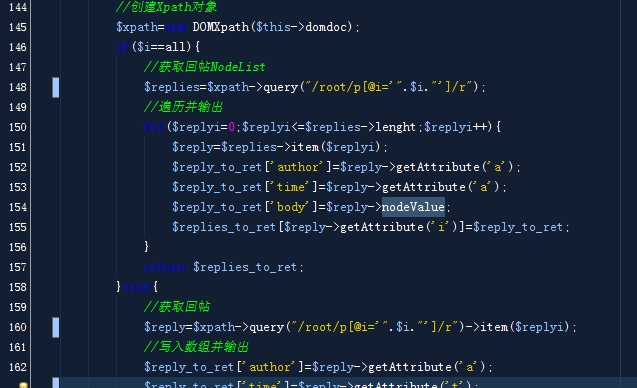 144 //创建Xpath对象
145 $xpath=new DOMXpath($this->domdoc);
146 if($i==all){
147 //获取回帖NodeList
148 $replies=$xpath->query("/root/p[@i='".$i."']/r");
149 //遍历并输出
150 for($replyi=0;$replyi<=$replies->lenght;$replyi++){
151 $reply=$replies->item($replyi);
152 $reply_to_ret['author']=$reply->getAttribute('a');
153 $reply_to_ret['time']=$reply->getAttribute('a');
154 $reply_to_ret['body']=$reply->nodeValue;
155 $replies_to_ret[$reply->getAttribute('i')]=$reply_to_ret;
156 }
157 return $replies_to_ret;
158 }else{
159 //获取回帖
160 $reply=$xpath->query("/root/p[@i='".$i."']/r")->item($replyi);
161 //写入数组并输出
162 $reply_to_ret['author']=$reply->getAttribute('a');
$reply_to_ret['time']=$reply->getAttribute('t');